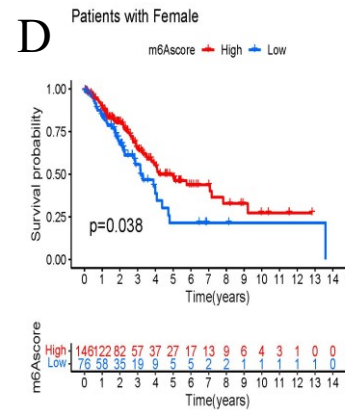 D
Patients with Female
m6Ascore High Low
Survival probability
1.00
0.75
0.50
0.25
0.00
p=0.038
0 1 2 3 4 5 6 7 8 9 10 11 12 13 14
Time(years)
m6Ascore
High 146 122 82 57 37 27 17 13 9 6 4 3 1 0 0
Low 76 58 35 19 9 5 5 2 2 1 1 1 1 1 0
0 1 2 3 4 5 6 7 8 9 10 11 12 13 14
Time(years)